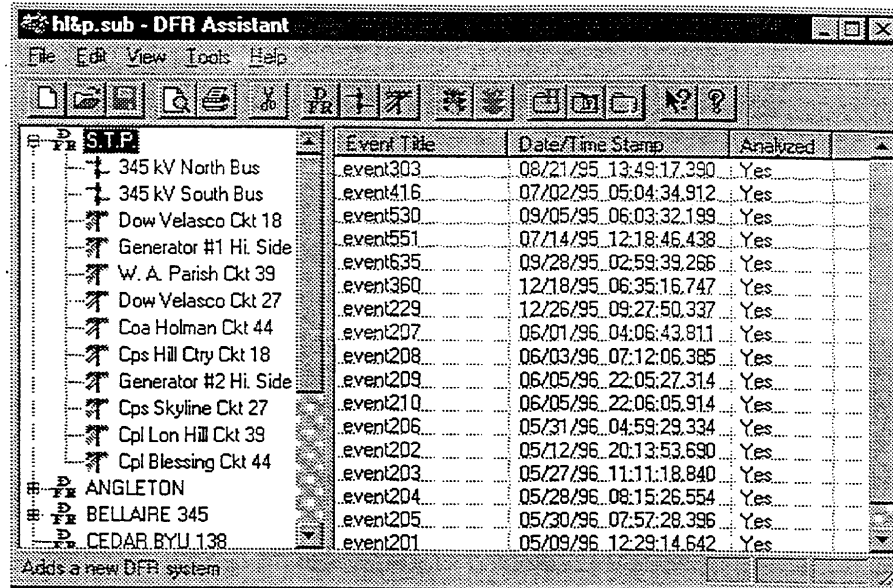 hl&p.sub - DFR Assistant
File Edit View Tools Help
S.T.P.
345 kV North Bus
345 kV South Bus
Dow Velasco Ckt 18
Generator #1 Hi. Side
W. A. Parish Ckt 39
Dow Velasco Ckt 27
Coa Holman Ckt 44
Cps Hill Ctry Ckt 18
Generator #2 Hi. Side
Cps Skyline Ckt 27
Cpl Lon Hill Ckt 39
Cpl Blessing Ckt 44
ANGLETON
BELLAIRE 345
CEDAR BYU 138
Event Title Date/Time Stamp Analyzed
event303 08/21/95 13:49:17.390 Yes
event416 07/02/95 05:04:34.912 Yes
event530 09/05/95 06:03:32.199 Yes
event551 07/14/95 12:18:46.438 Yes
event635 09/28/95 02:59:39.266 Yes
event360 12/18/95 06:35:16.747 Yes
event229 12/26/95 09:27:50.337 Yes
event207 06/01/96 04:06:43.811 Yes
event208 06/03/96 07:12:06.385 Yes
event209 06/05/96 22:05:27.314 Yes
event210 06/05/96 22:06:05.914 Yes
event206 05/31/96 04:59:29.334 Yes
event202 05/12/96 20:13:53.690 Yes
event203 05/27/96 11:11:18.840 Yes
event204 05/28/96 08:15:26.554 Yes
event205 05/30/96 07:57:28.396 Yes
event201 05/09/96 12:29:14.642 Yes
Adds a new DFR system